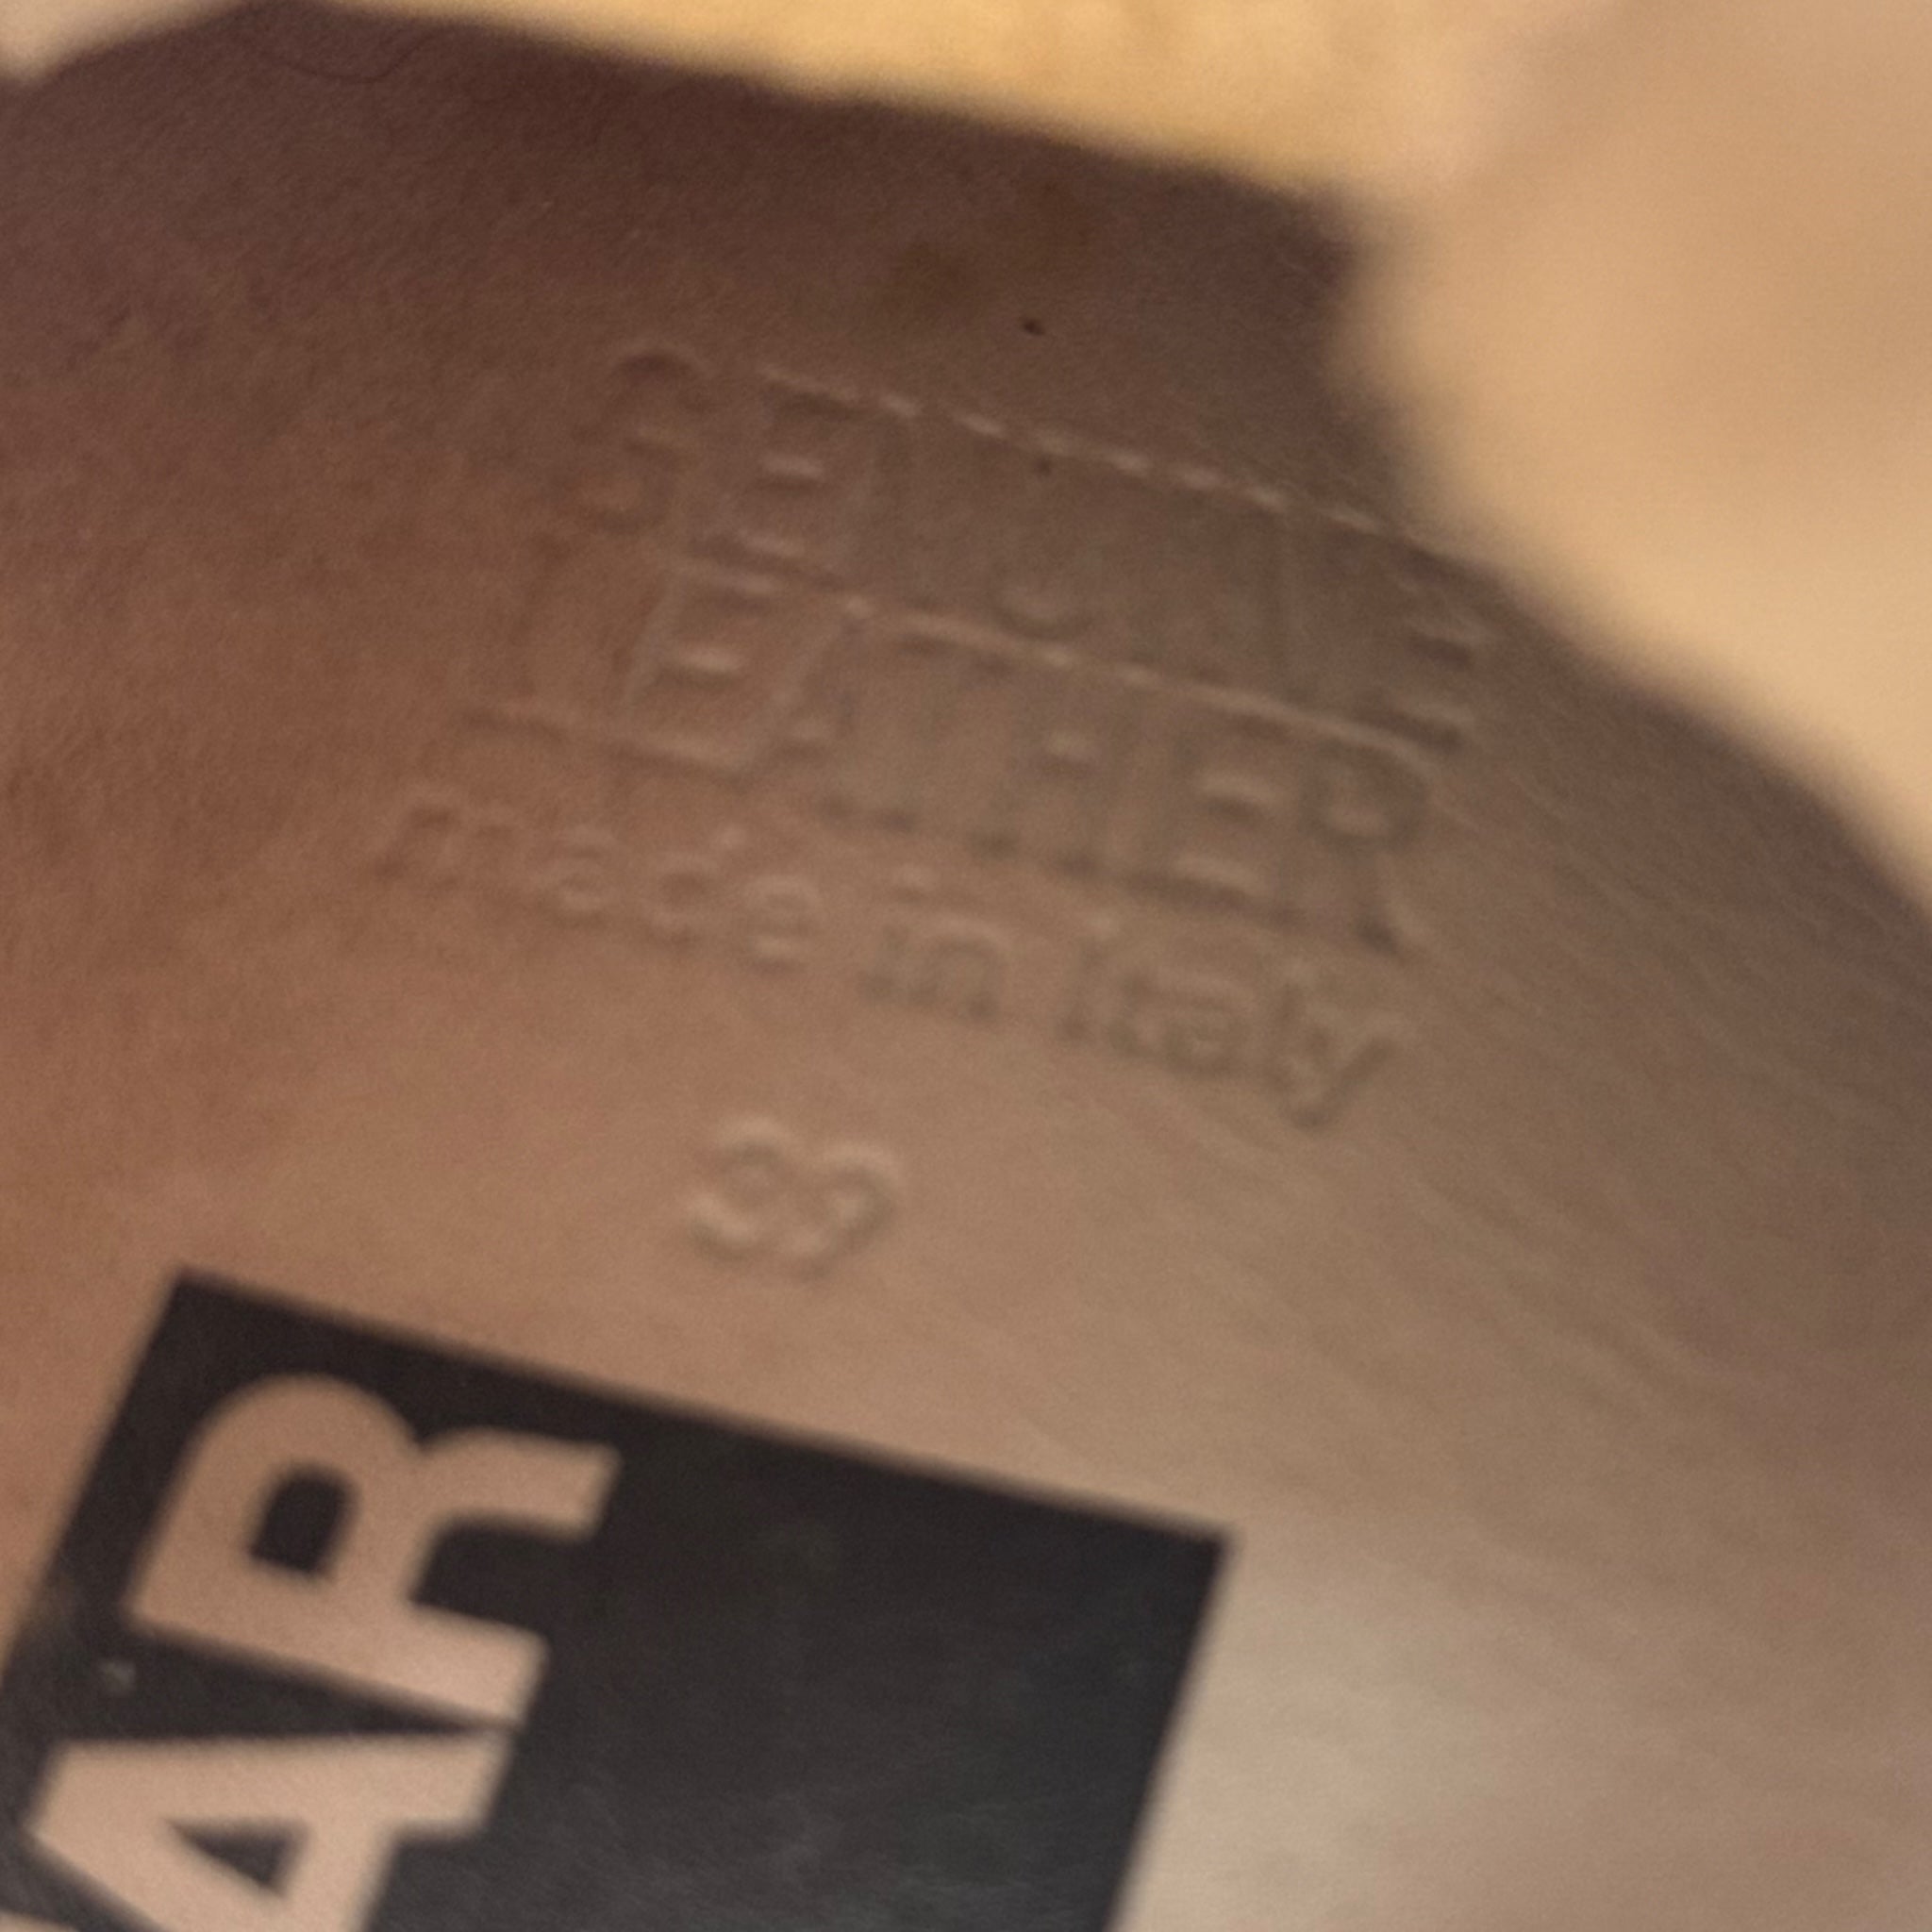 GENUINE
LEATHER
made in Italy
39
AR